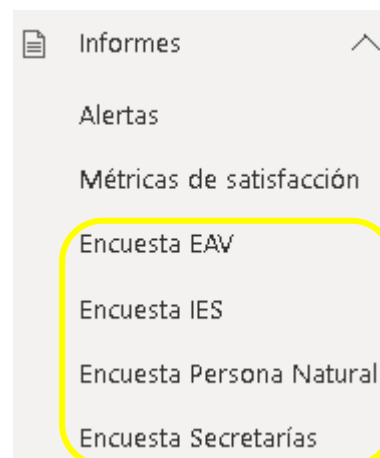 Informes
Alertas
Métricas de satisfacción
Encuesta EAV
Encuesta IES
Encuesta Persona Natural
Encuesta Secretarías